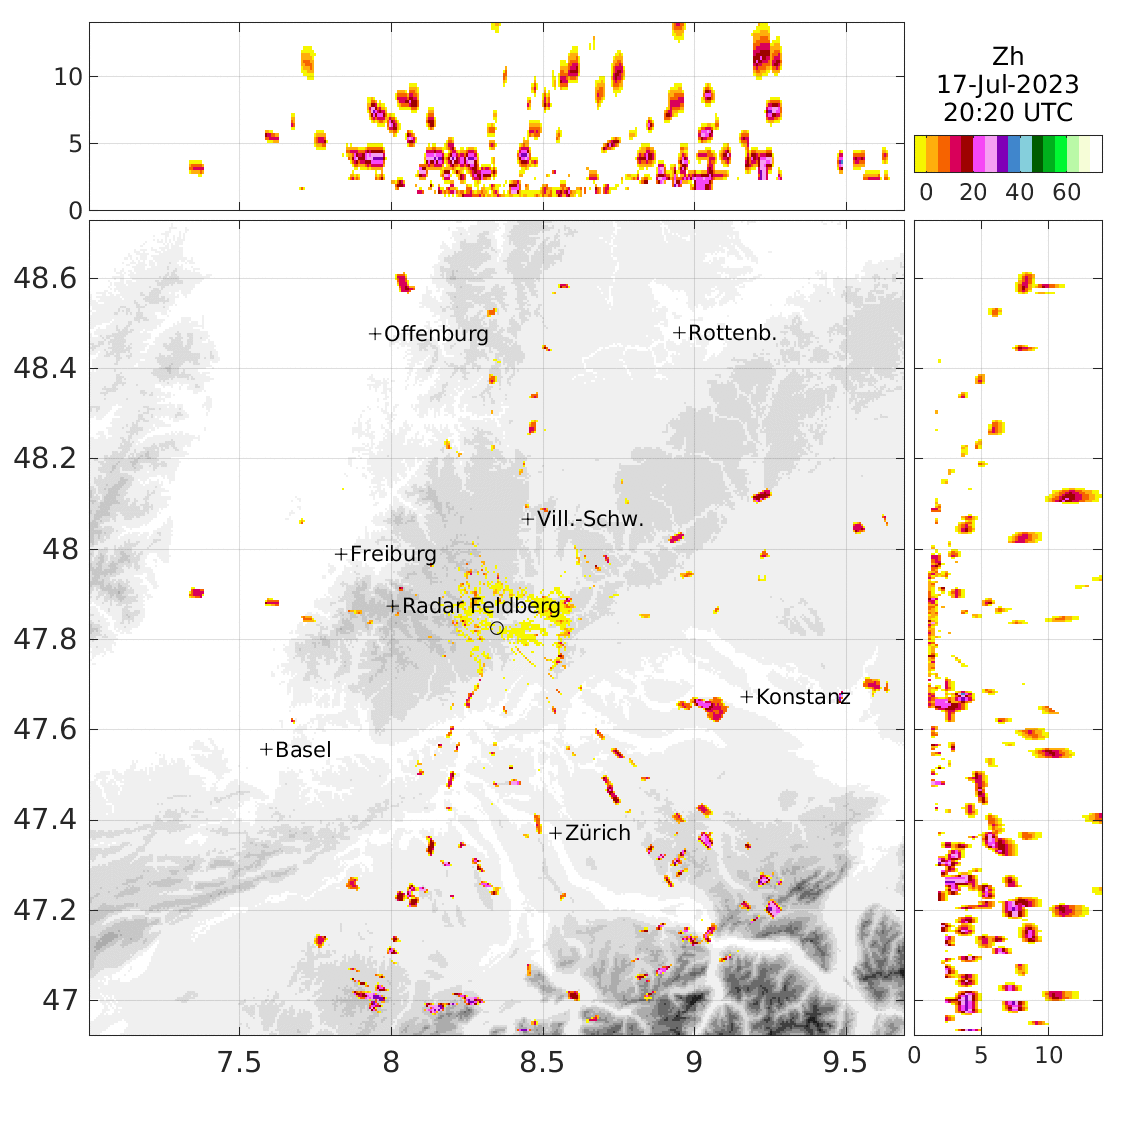 Zh
17-Jul-2023
20:20 UTC
0 20 40 60
10
5
0
48.6
48.4
48.2
48
47.8
47.6
47.4
47.2
47
+Offenburg
+Rottenb.
+Vill.-Schw.
+Freiburg
+Radar Feldberg
+Konstanz
+Basel
+Zürich
7.5 8 8.5 9 9.5
0 5 10